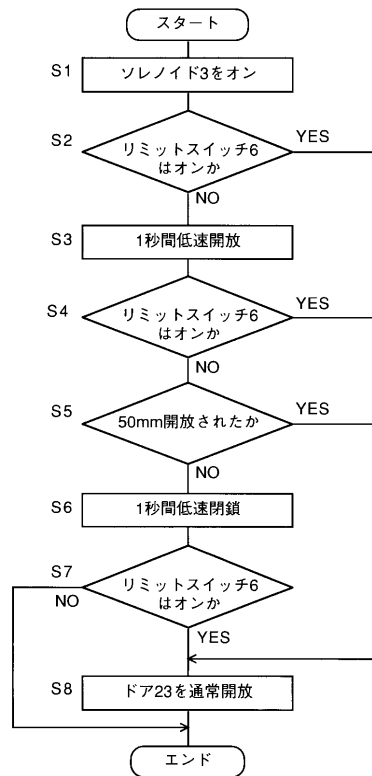 スタート
S1
ソレノイド3をオン
S2
リミットスイッチ6
はオンか
YES
NO
S3
1秒間低速開放
S4
リミットスイッチ6
はオンか
YES
NO
S5
50mm開放されたか
YES
NO
S6
1秒間低速閉鎖
S7
リミットスイッチ6
はオンか
NO
YES
S8
ドア23を通常開放
エンド